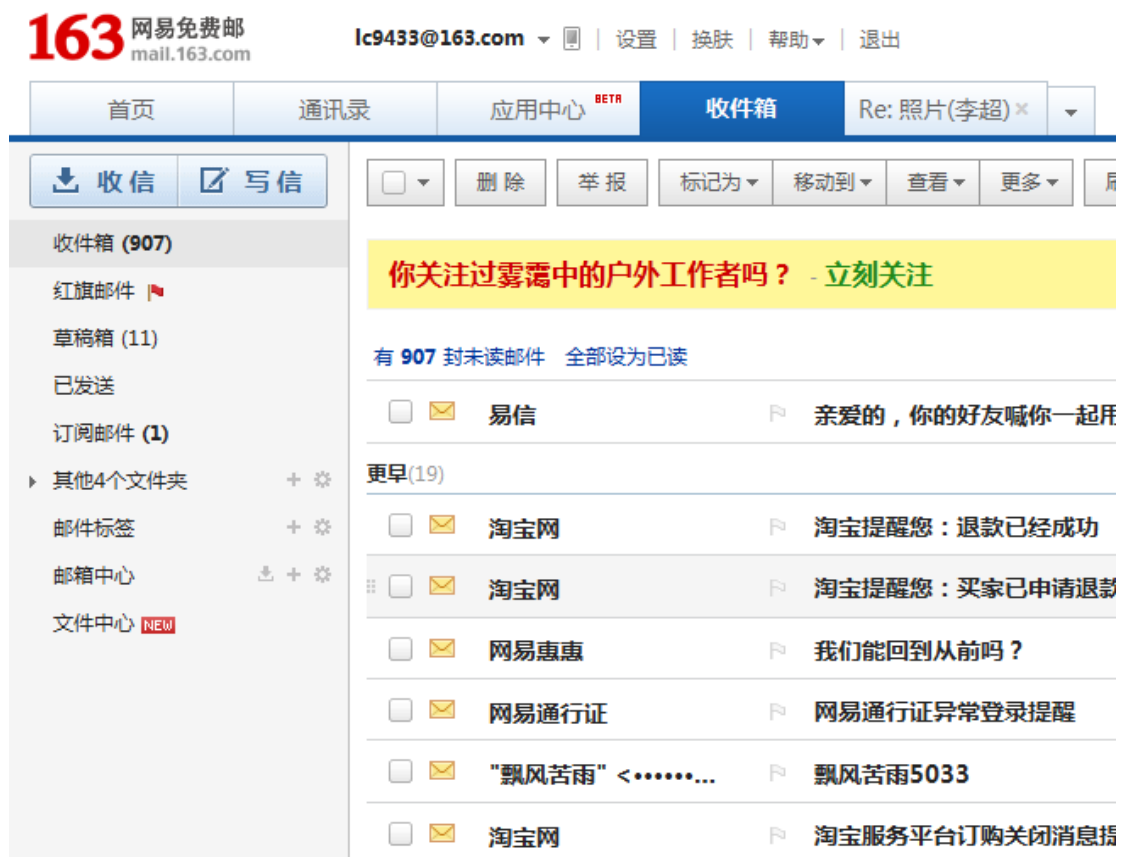 163 网易免费邮
mail.163.com
lc9433@163.com 设置 | 换肤 | 帮助 | 退出
首页 通讯录 应用中心 BETA 收件箱 Re: 照片(李超)
收 信 写 信
删 除 举 报 标记为 移动到 查看 更多
收件箱 (907)
红旗邮件
草稿箱 (11)
已发送
订阅邮件 (1)
其他4个文件夹
邮件标签
邮箱中心
文件中心 NEW
你关注过雾霭中的户外工作者吗？ - 立刻关注
有 907 封未读邮件 全部设为已读
易信 亲爱的，你的好友喊你一起用
更早(19)
淘宝网 淘宝提醒您：退款已经成功
淘宝网 淘宝提醒您：买家已申请退款
网易惠惠 我们能回到从前吗？
网易通行证 网易通行证异常登录提醒
"飘风苦雨" <••••••... 飘风苦雨5033
淘宝网 淘宝服务平台订购关闭消息提